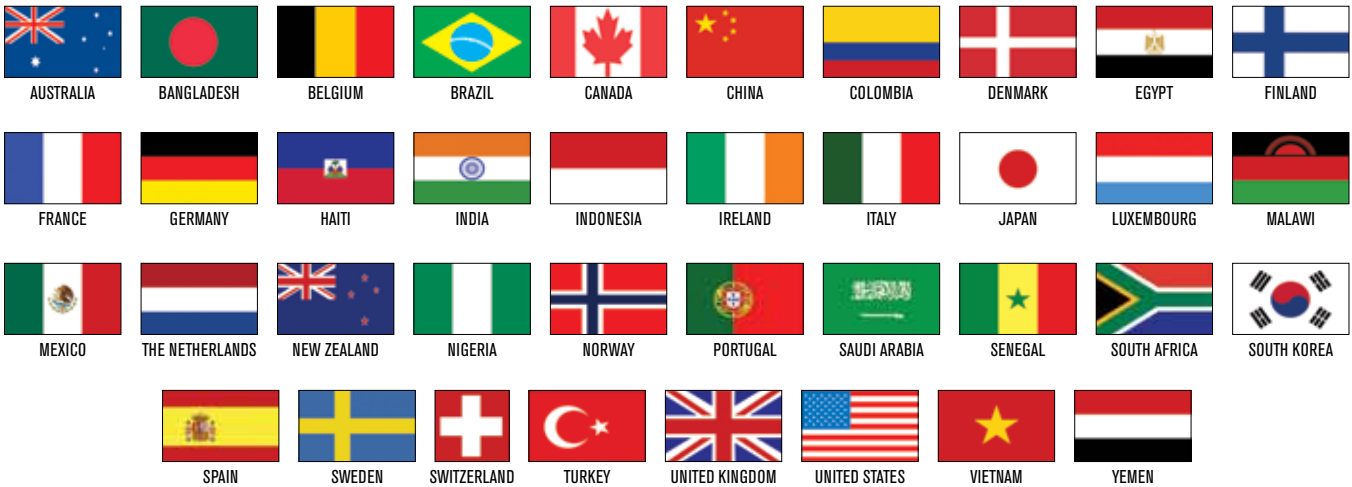 AUSTRALIA BANGLADESH BELGIUM BRAZIL CANADA CHINA COLOMBIA DENMARK EGYPT FINLAND
FRANCE GERMANY HAITI INDIA INDONESIA IRELAND ITALY JAPAN LUXEMBOURG MALAWI
MEXICO THE NETHERLANDS NEW ZEALAND NIGERIA NORWAY PORTUGAL SAUDI ARABIA SENEGAL SOUTH AFRICA SOUTH KOREA
SPAIN SWEDEN SWITZERLAND TURKEY UNITED KINGDOM UNITED STATES VIETNAM YEMEN